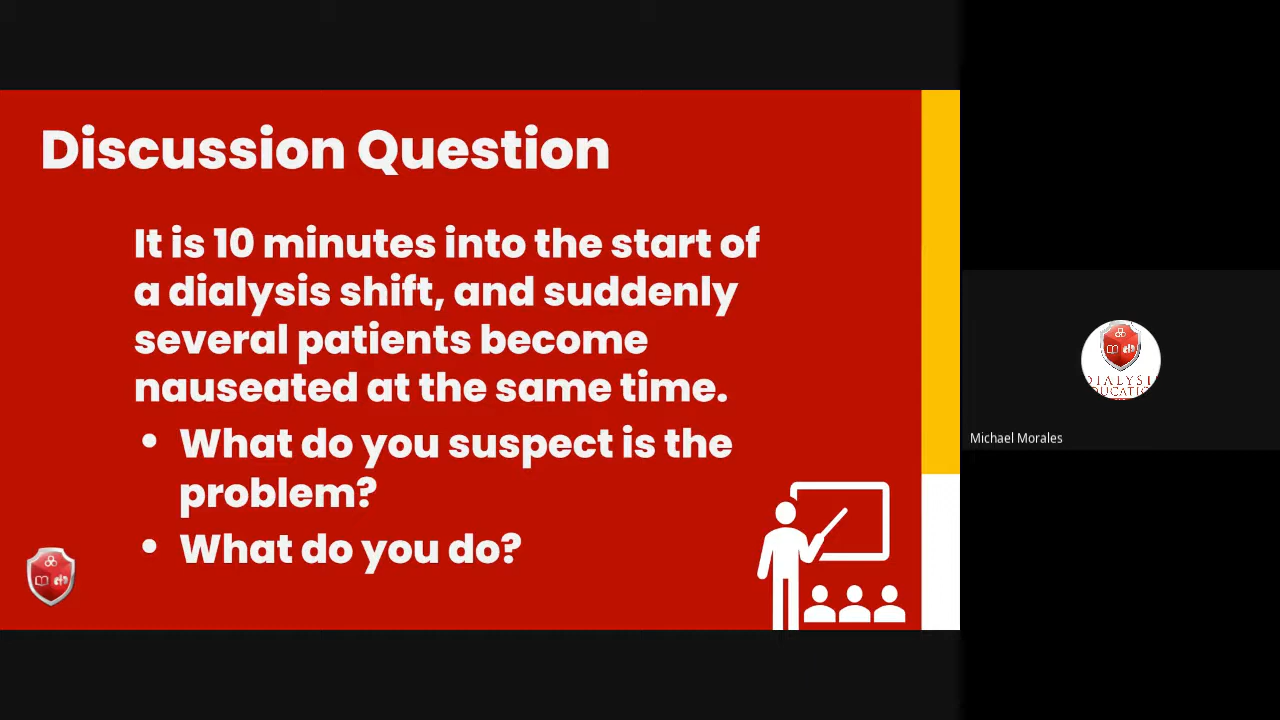 Discussion Question
It is 10 minutes into the start of
a dialysis shift, and suddenly
several patients become
nauseated at the same time.
• What do you suspect is the
problem?
• What do you do?
Michael Morales